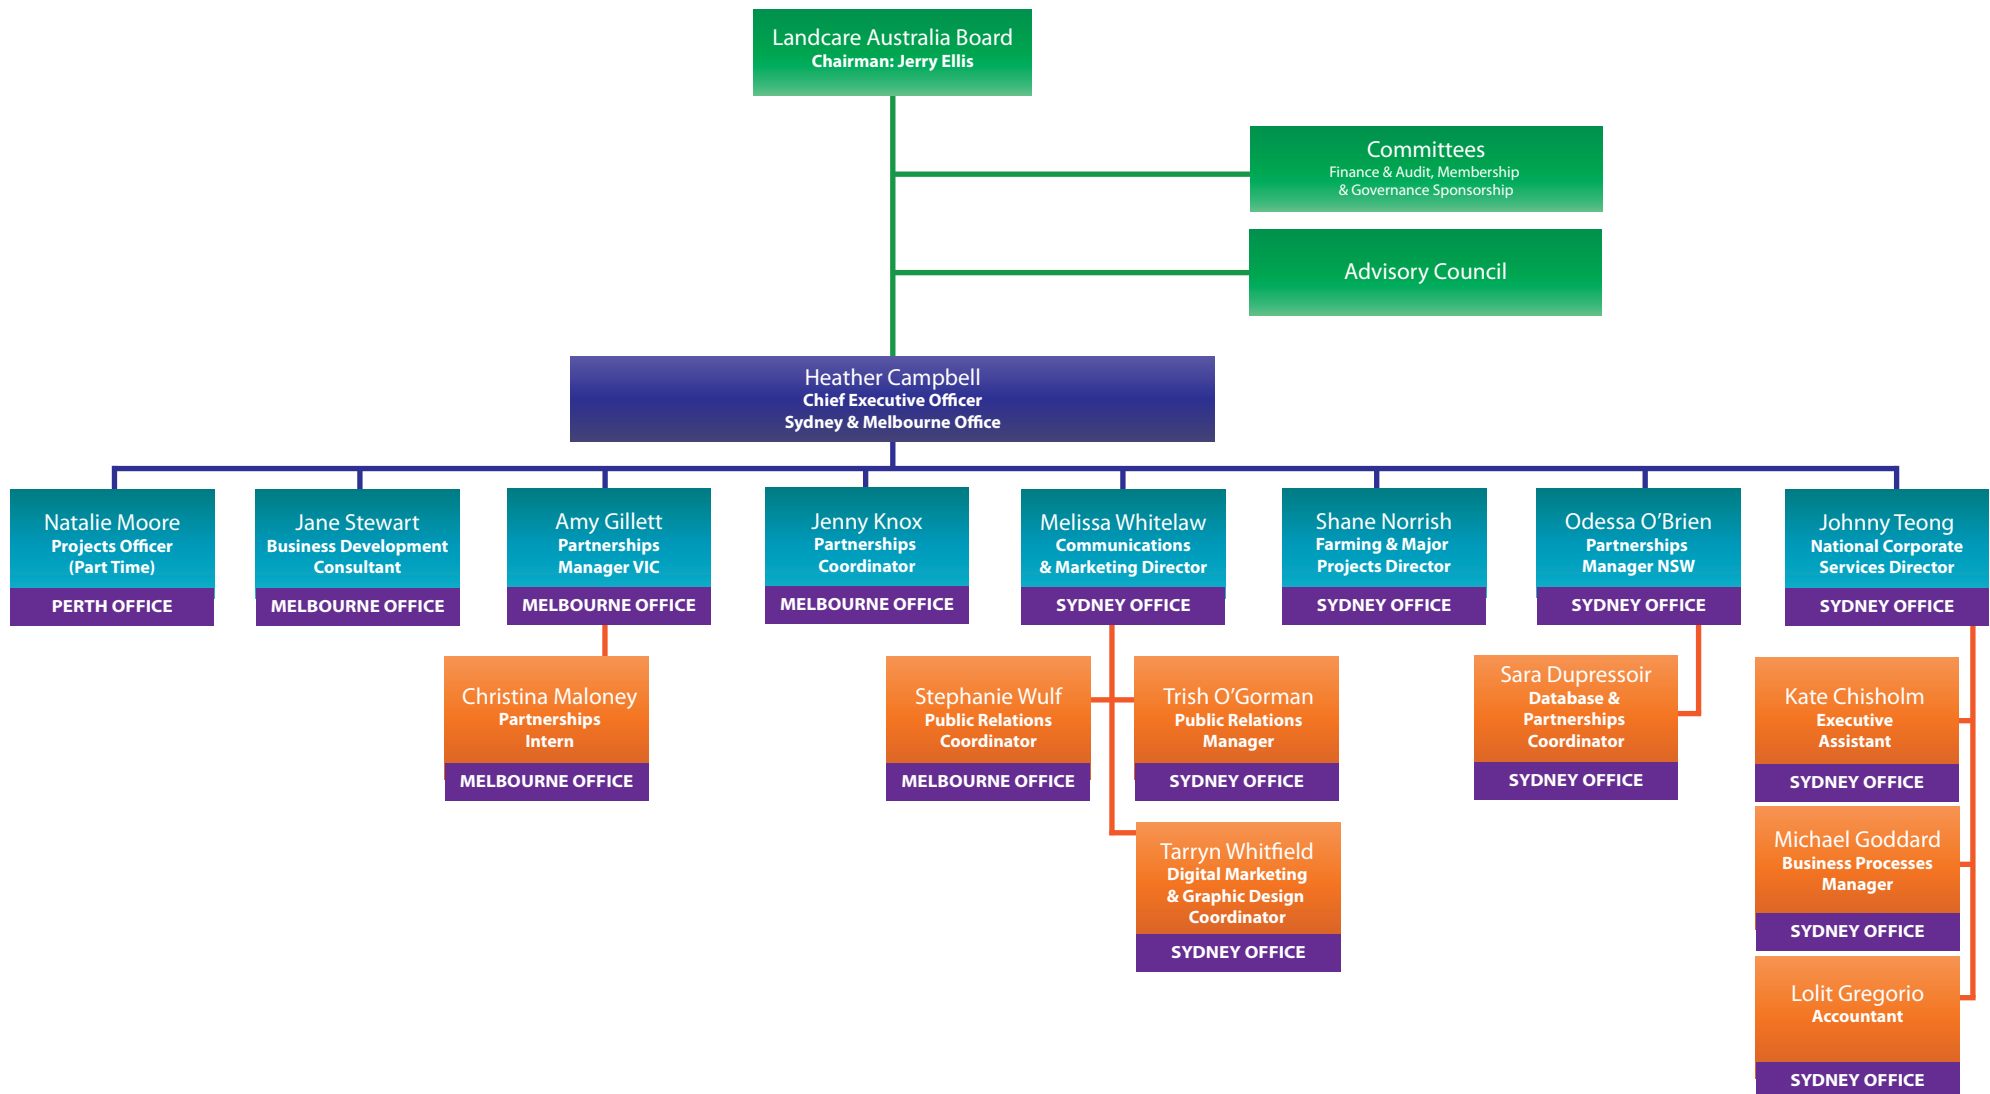 Landcare Australia Board
Chairman: Jerry Ellis
Committees
Finance & Audit, Membership
& Governance Sponsorship
Advisory Council
Heather Campbell
Chief Executive Officer
Sydney & Melbourne Office
Natalie Moore
Projects Officer
(Part Time)
PERTH OFFICE
Jane Stewart
Business Development
Consultant
MELBOURNE OFFICE
Amy Gillett
Partnerships
Manager VIC
MELBOURNE OFFICE
Jenny Knox
Partnerships
Coordinator
MELBOURNE OFFICE
Melissa Whitelaw
Communications
& Marketing Director
SYDNEY OFFICE
Shane Norrish
Farming & Major
Projects Director
SYDNEY OFFICE
Odessa O’Brien
Partnerships
Manager NSW
SYDNEY OFFICE
Johnny Teong
National Corporate
Services Director
SYDNEY OFFICE
Christina Maloney
Partnerships
Intern
MELBOURNE OFFICE
Stephanie Wulf
Public Relations
Coordinator
MELBOURNE OFFICE
Trish O’Gorman
Public Relations
Manager
SYDNEY OFFICE
Sara Dupressoir
Database &
Partnerships
Coordinator
SYDNEY OFFICE
Kate Chisholm
Executive
Assistant
SYDNEY OFFICE
Tarryn Whitfield
Digital Marketing
& Graphic Design
Coordinator
SYDNEY OFFICE
Michael Goddard
Business Processes
Manager
SYDNEY OFFICE
Lolit Gregorio
Accountant
SYDNEY OFFICE